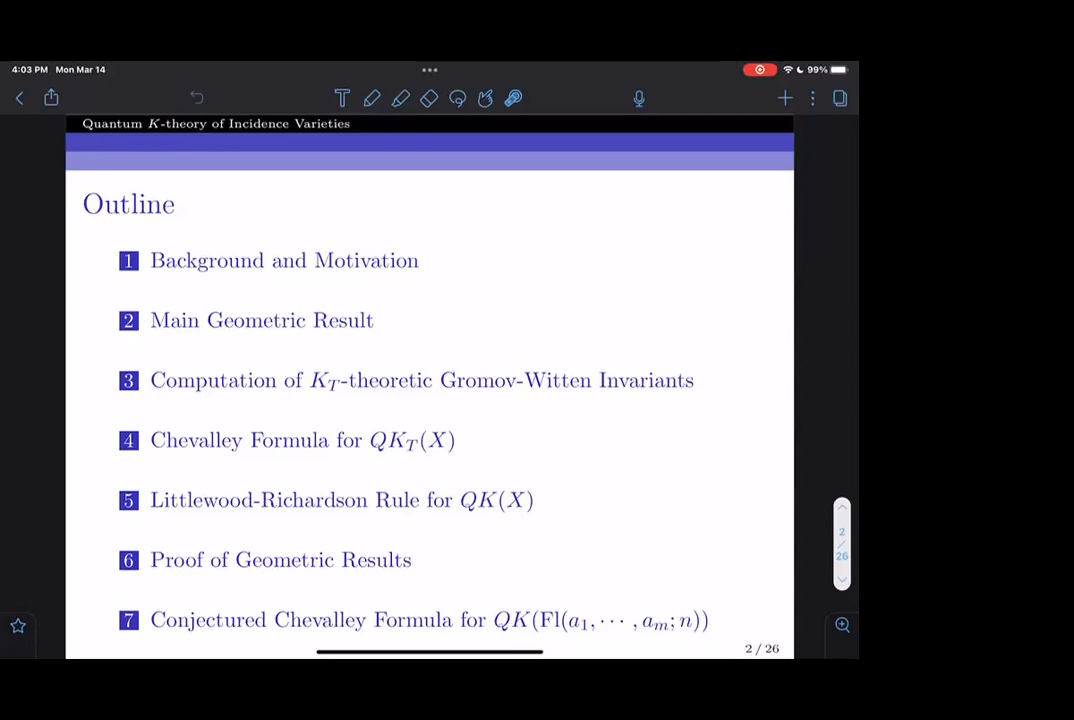 4:03 PM Mon Mar 14
99%
Quantum K-theory of Incidence Varieties
Outline
1 Background and Motivation
2 Main Geometric Result
3 Computation of K_T-theoretic Gromov-Witten Invariants
4 Chevalley Formula for QK_T(X)
5 Littlewood-Richardson Rule for QK(X)
6 Proof of Geometric Results
7 Conjectured Chevalley Formula for QK(Fl(a_1, ⋯ , a_m; n))
2 / 26
2
/
26